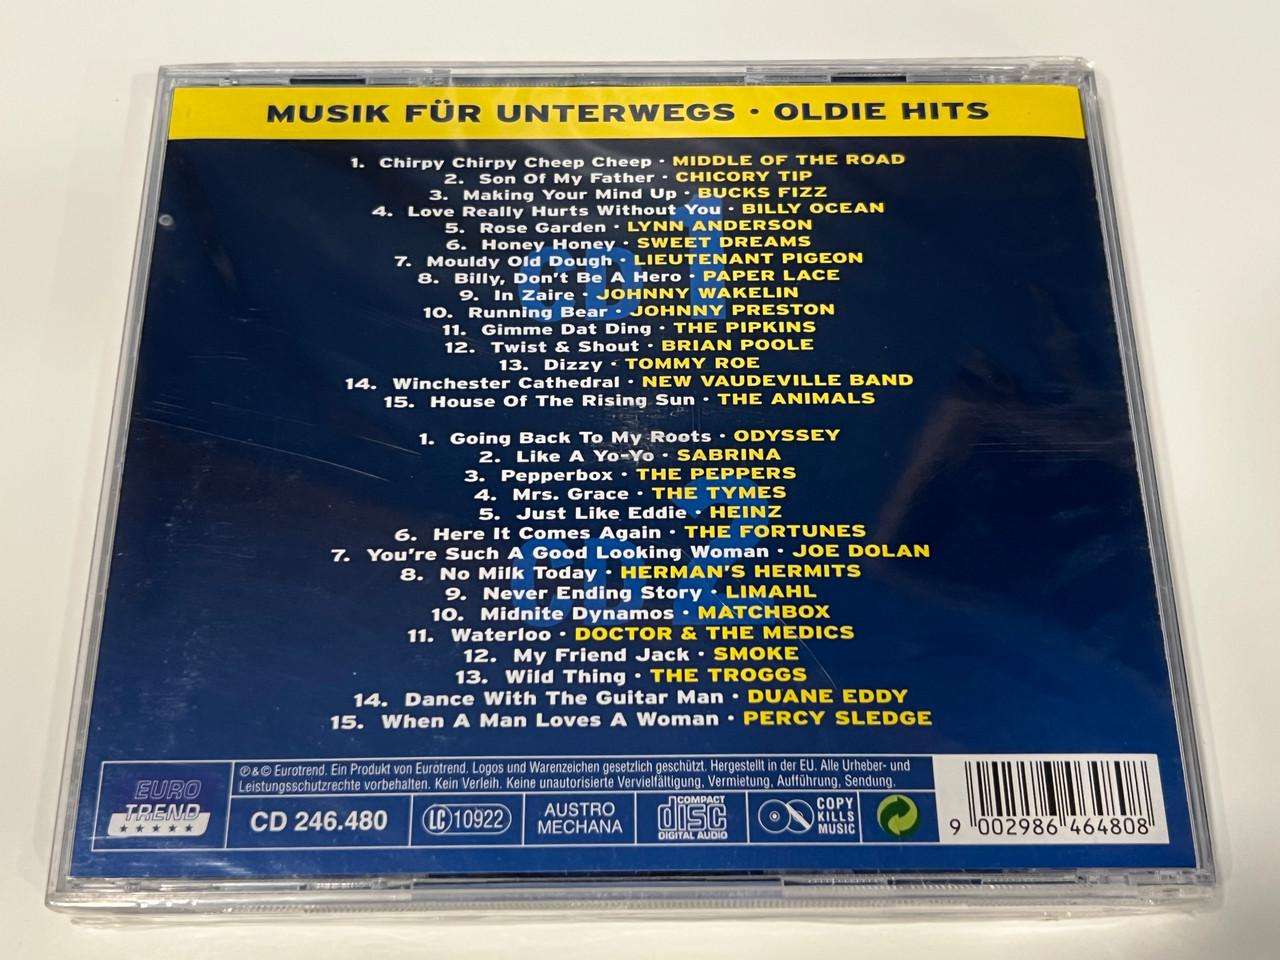 MUSIK FÜR UNTERWEGS · OLDIE HITS
CD 1
1. Chirpy Chirpy Cheep Cheep · MIDDLE OF THE ROAD
2. Son Of My Father · CHICORY TIP
3. Making Your Mind Up · BUCKS FIZZ
4. Love Really Hurts Without You · BILLY OCEAN
5. Rose Garden · LYNN ANDERSON
6. Honey Honey · SWEET DREAMS
7. Mouldy Old Dough · LIEUTENANT PIGEON
8. Billy, Don't Be A Hero · PAPER LACE
9. In Zaire · JOHNNY WAKELIN
10. Running Bear · JOHNNY PRESTON
11. Gimme Dat Ding · THE PIPKINS
12. Twist & Shout · BRIAN POOLE
13. Dizzy · TOMMY ROE
14. Winchester Cathedral · NEW VAUDEVILLE BAND
15. House Of The Rising Sun · THE ANIMALS
CD 2
1. Going Back To My Roots · ODYSSEY
2. Like A Yo-Yo · SABRINA
3. Pepperbox · THE PEPPERS
4. Mrs. Grace · THE TYMES
5. Just Like Eddie · HEINZ
6. Here It Comes Again · THE FORTUNES
7. You're Such A Good Looking Woman · JOE DOLAN
8. No Milk Today · HERMAN'S HERMITS
9. Never Ending Story · LIMAHL
10. Midnite Dynamos · MATCHBOX
11. Waterloo · DOCTOR & THE MEDICS
12. My Friend Jack · SMOKE
13. Wild Thing · THE TROGGS
14. Dance With The Guitar Man · DUANE EDDY
15. When A Man Loves A Woman · PERCY SLEDGE
EURO
TREND
℗ & © Eurotrend. Ein Produkt von Eurotrend. Logos und Warenzeichen gesetzlich geschützt. Hergestellt in der EU. Alle Urheber- und
Leistungsschutzrechte vorbehalten. Kein Verleih. Keine unautorisierte Vervielfältigung, Vermietung, Aufführung, Sendung.
CD 246.480
LC 10922
AUSTRO
MECHANA
COMPACT
disc
DIGITAL AUDIO
COPY
KILLS
MUSIC
9 002986 464808